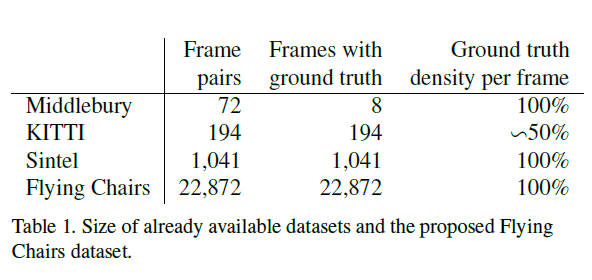 Frame Frames with Ground truth
pairs ground truth density per frame
Middlebury 72 8 100%
KITTI 194 194 ∽50%
Sintel 1,041 1,041 100%
Flying Chairs 22,872 22,872 100%
Table 1. Size of already available datasets and the proposed Flying
Chairs dataset.